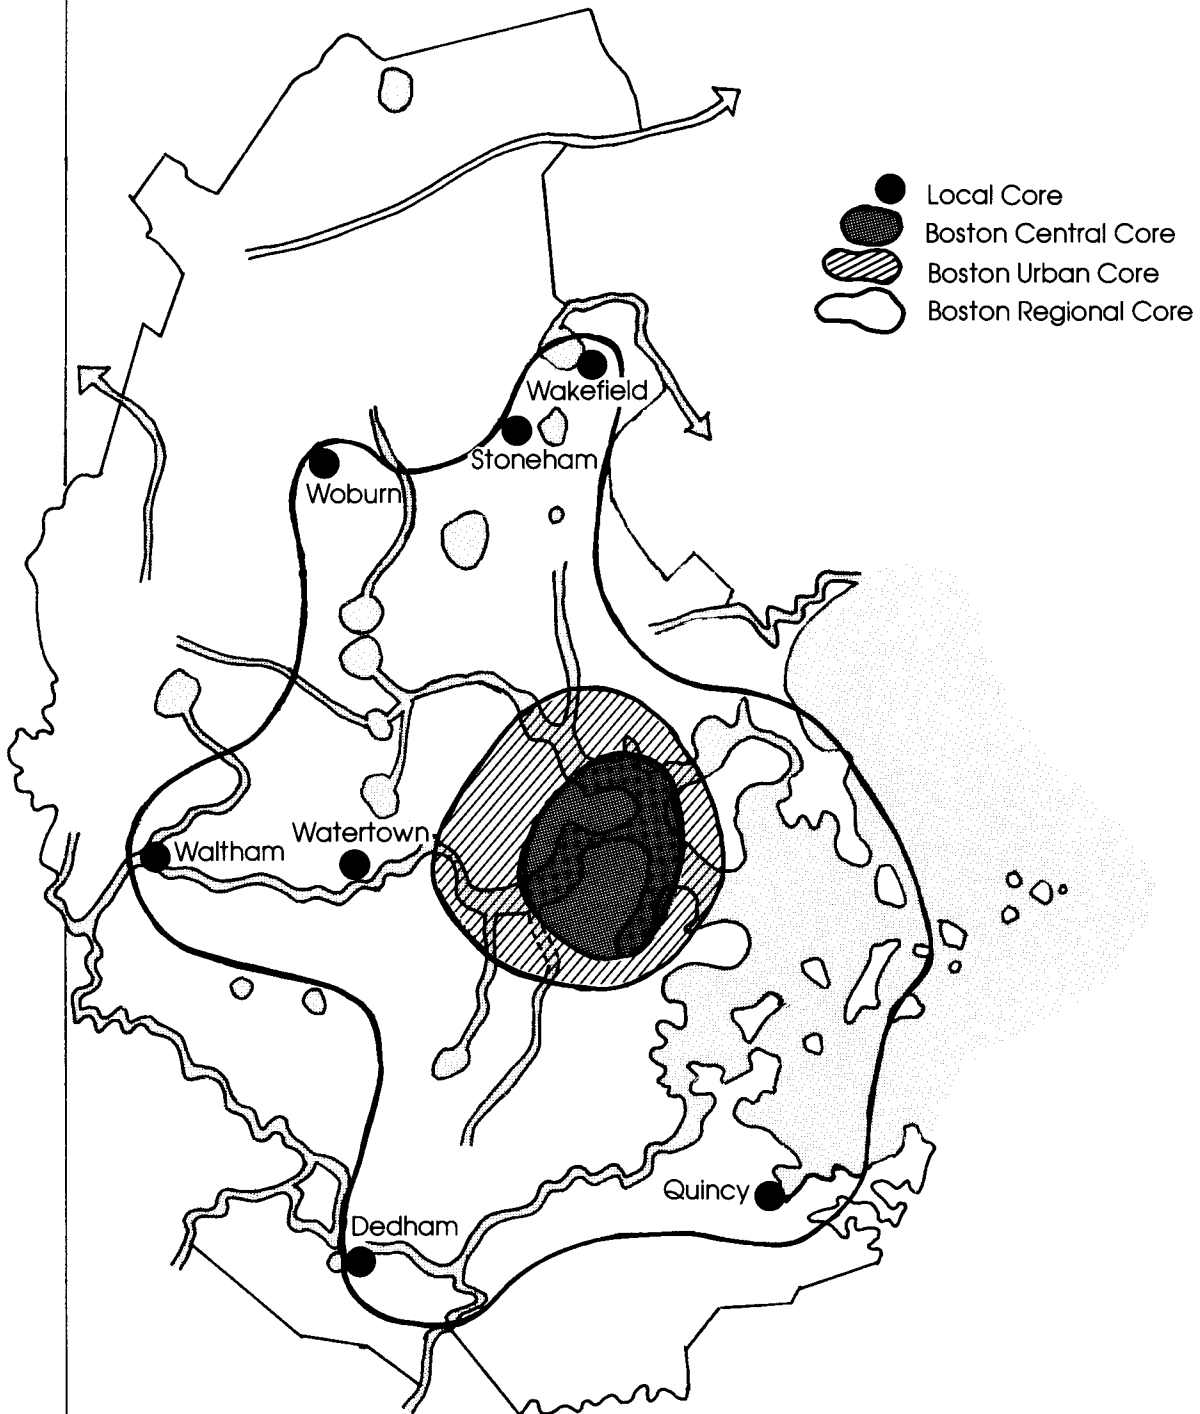 Local Core
Boston Central Core
Boston Urban Core
Boston Regional Core
Wakefield
Stoneham
Woburn
Watertown
Waltham
Quincy
Dedham